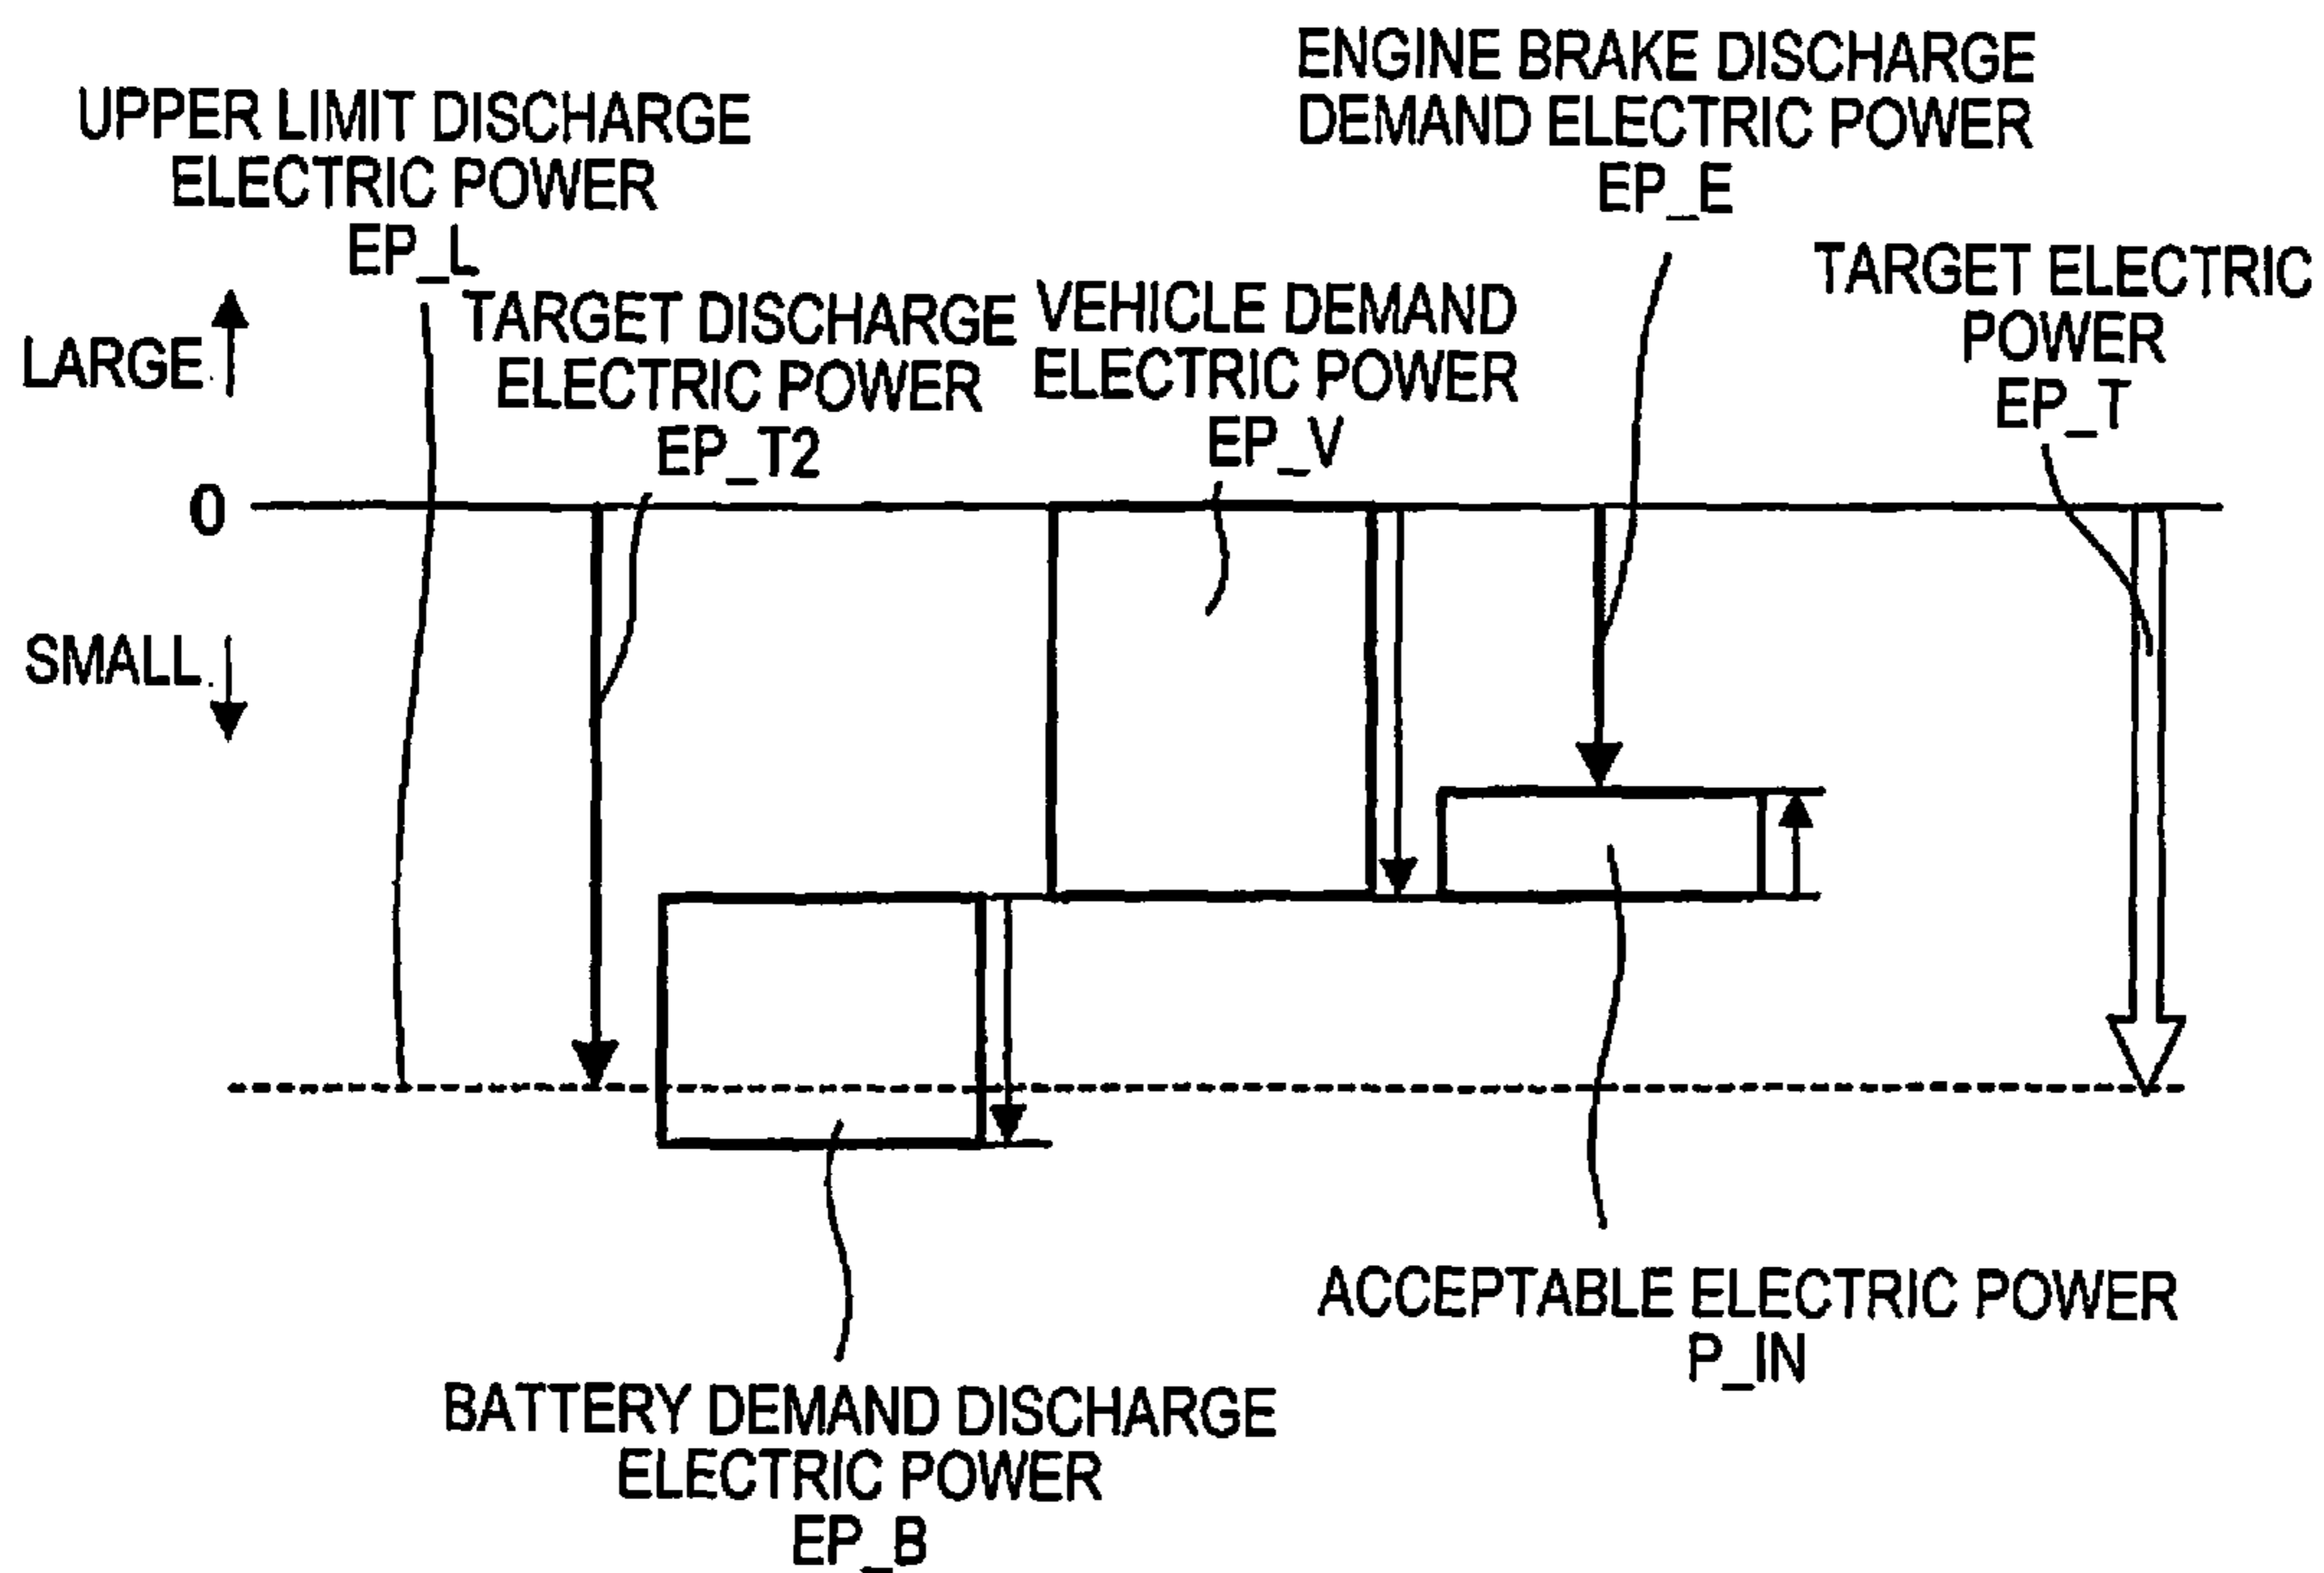 ENGINE BRAKE DISCHARGE
DEMAND ELECTRIC POWER
EP_E
UPPER LIMIT DISCHARGE
ELECTRIC POWER
EP_L
TARGET ELECTRIC
POWER
EP_T
TARGET DISCHARGE
ELECTRIC POWER
EP_T2
VEHICLE DEMAND
ELECTRIC POWER
EP_V
LARGE
0
SMALL
ACCEPTABLE ELECTRIC POWER
P_IN
BATTERY DEMAND DISCHARGE
ELECTRIC POWER
EP_B